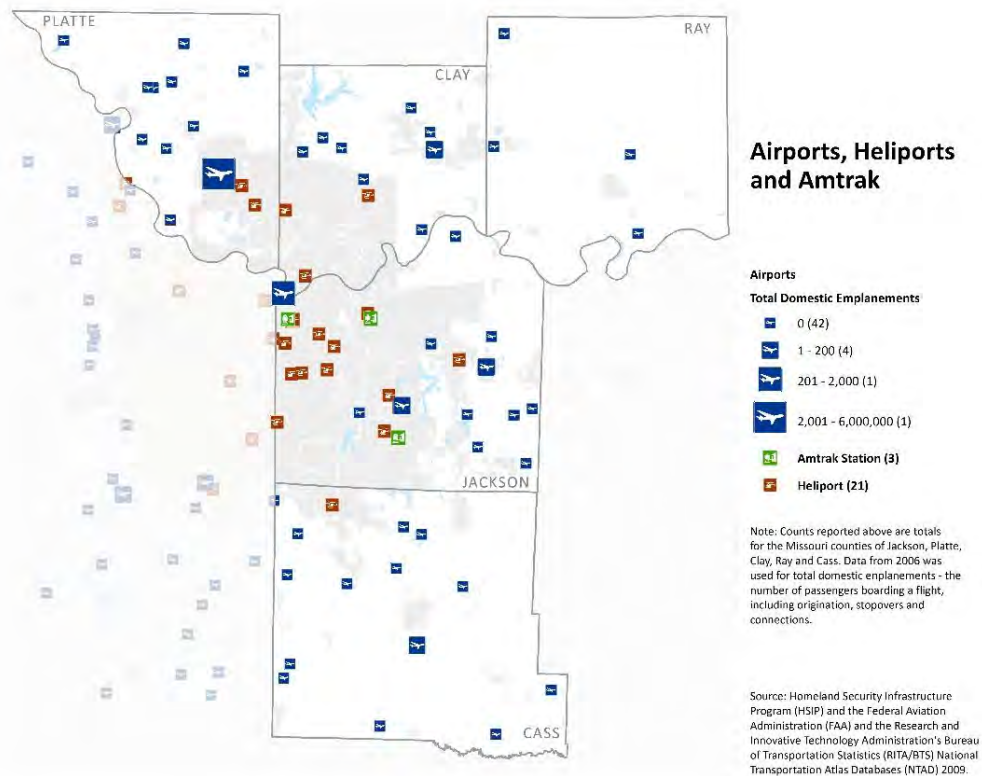 PLATTE
RAY
CLAY
JACKSON
CASS
Airports, Heliports
and Amtrak
Airports
Total Domestic Emplanements
0 (42)
1 - 200 (4)
201 - 2,000 (1)
2,001 - 6,000,000 (1)
Amtrak Station (3)
Heliport (21)
Note: Counts reported above are totals
for the Missouri counties of Jackson, Platte,
Clay, Ray and Cass. Data from 2006 was
used for total domestic enplanements - the
number of passengers boarding a flight,
including origination, stopovers and
connections.
Source: Homeland Security Infrastructure
Program (HSIP) and the Federal Aviation
Administration (FAA) and the Research and
Innovative Technology Administration's Bureau
of Transportation Statistics (RITA/BTS) National
Transportation Atlas Databases (NTAD) 2009.